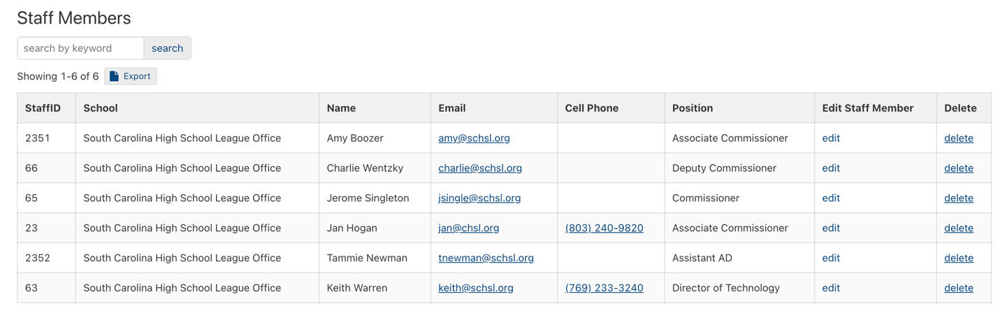 Staff Members
search by keyword search
Showing 1-6 of 6 Export
StaffID School Name Email Cell Phone Position Edit Staff Member Delete
2351 South Carolina High School League Office Amy Boozer amy@schsl.org Associate Commissioner edit delete
66 South Carolina High School League Office Charlie Wentzky charlie@schsl.org Deputy Commissioner edit delete
65 South Carolina High School League Office Jerome Singleton jsingle@schsl.org Commissioner edit delete
23 South Carolina High School League Office Jan Hogan jan@chsl.org (803) 240-9820 Associate Commissioner edit delete
2352 South Carolina High School League Office Tammie Newman tnewman@schsl.org Assistant AD edit delete
63 South Carolina High School League Office Keith Warren keith@schsl.org (769) 233-3240 Director of Technology edit delete